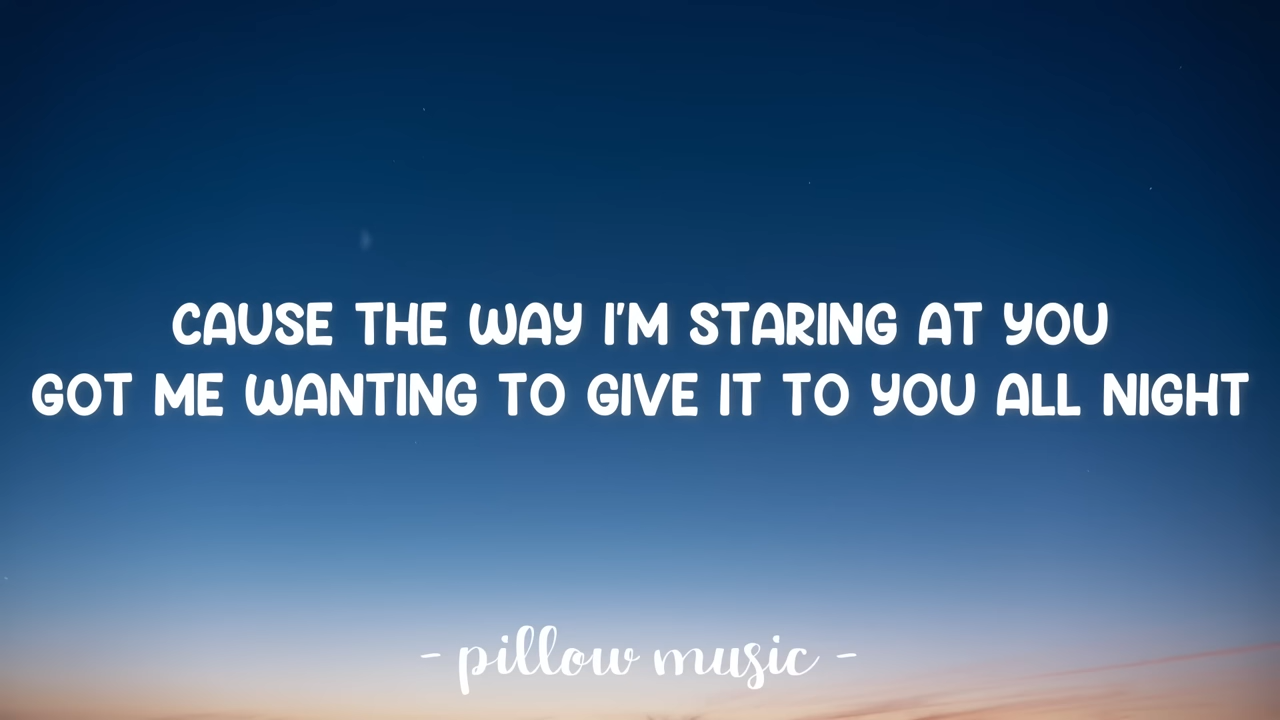 CAUSE THE WAY I'M STARING AT YOU
GOT ME WANTING TO GIVE IT TO YOU ALL NIGHT
- pillow music -